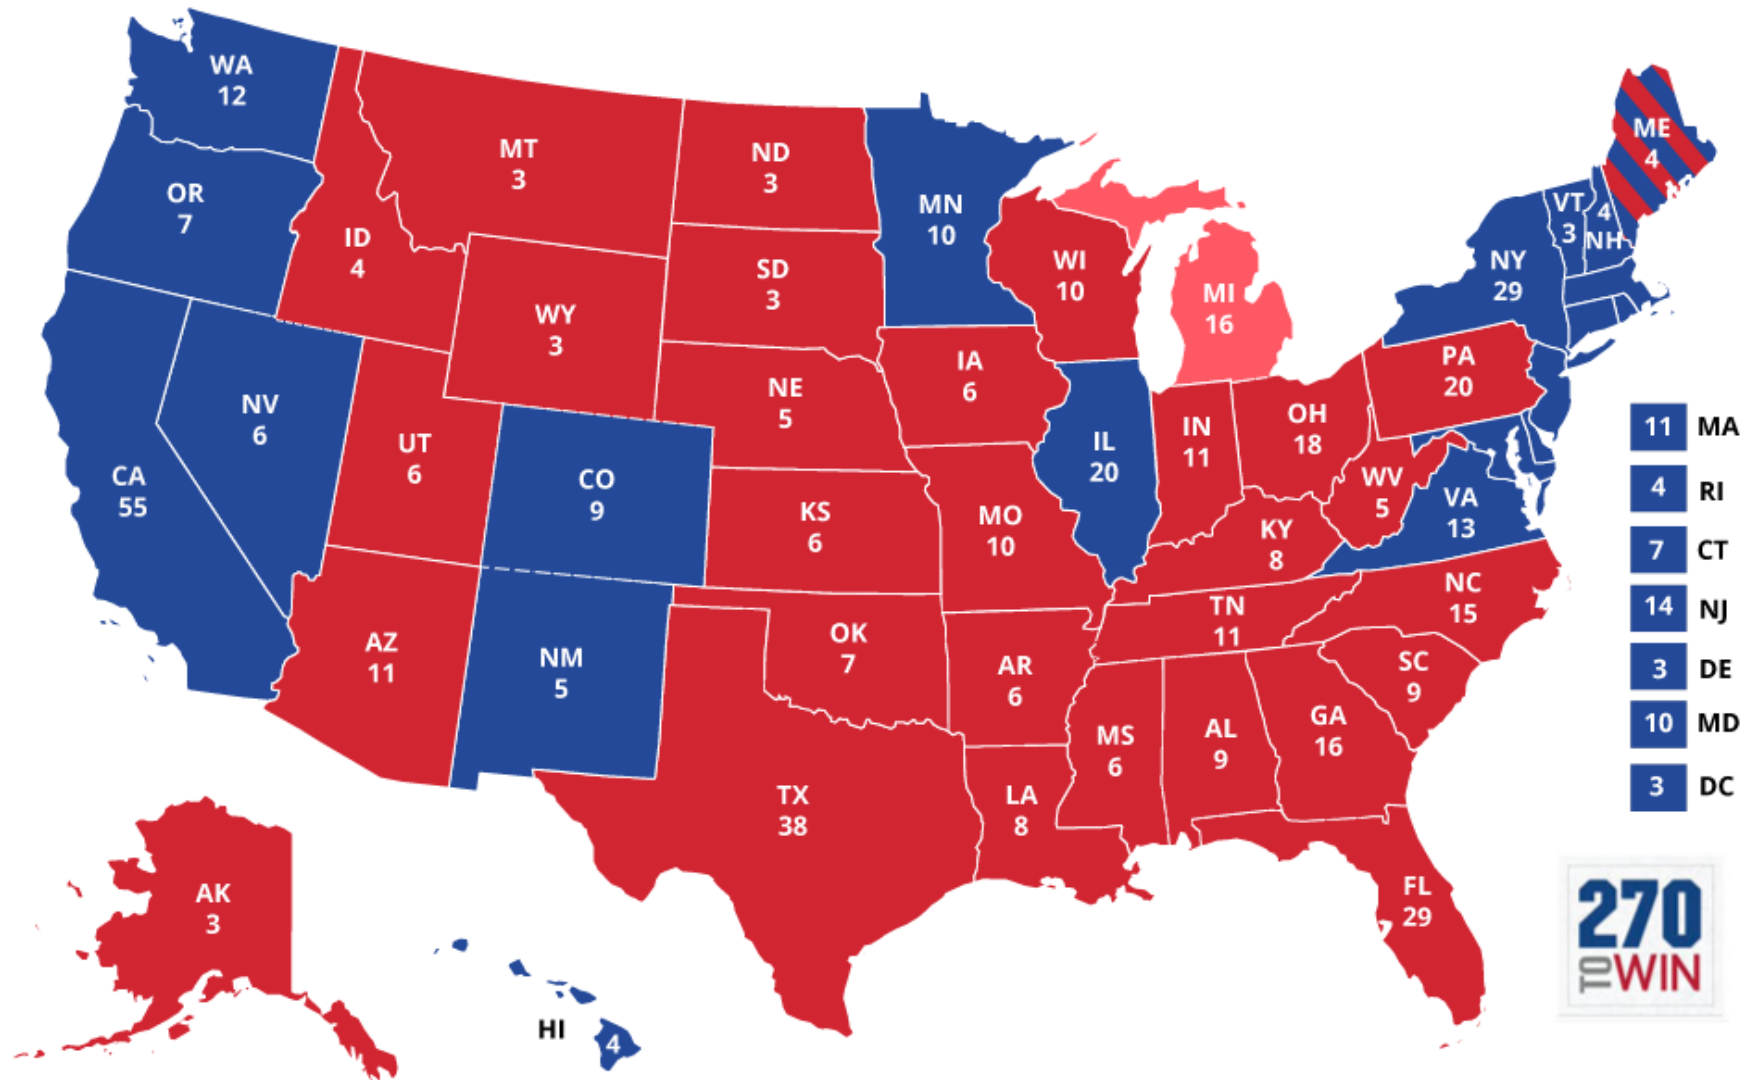 WA
12
OR
7
CA
55
NV
6
ID
4
MT
3
WY
3
UT
6
CO
9
AZ
11
NM
5
ND
3
SD
3
NE
5
KS
6
OK
7
TX
38
MN
10
IA
6
MO
10
AR
6
LA
8
WI
10
IL
20
MI
16
IN
11
OH
18
KY
8
TN
11
MS
6
AL
9
GA
16
FL
29
SC
9
NC
15
VA
13
WV
5
PA
20
NY
29
VT
3
4
NH
ME
4
11 MA
4 RI
7 CT
14 NJ
3 DE
10 MD
3 DC
AK
3
HI
4
270
TO WIN